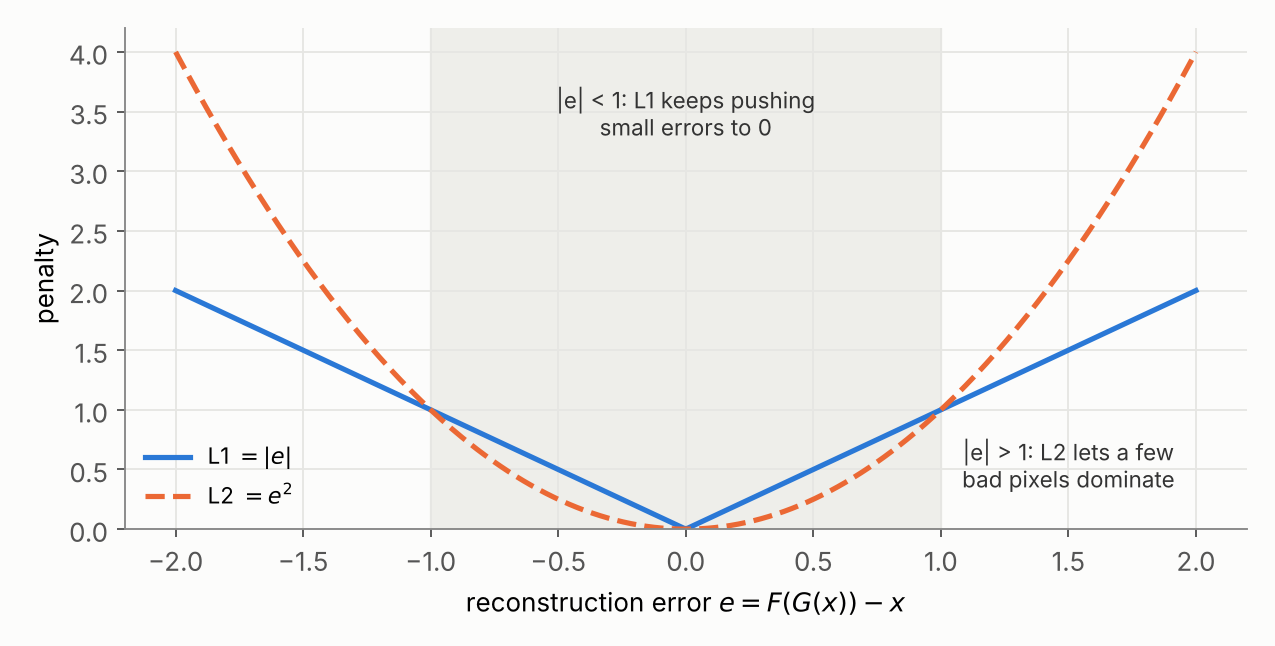 4.0
3.5
3.0
2.5
2.0
1.5
1.0
0.5
0.0
penalty
|e| < 1: L1 keeps pushing
small errors to 0
|e| > 1: L2 lets a few
bad pixels dominate
L1 = |e|
L2 = e²
−2.0 −1.5 −1.0 −0.5 0.0 0.5 1.0 1.5 2.0
reconstruction error e = F(G(x)) − x